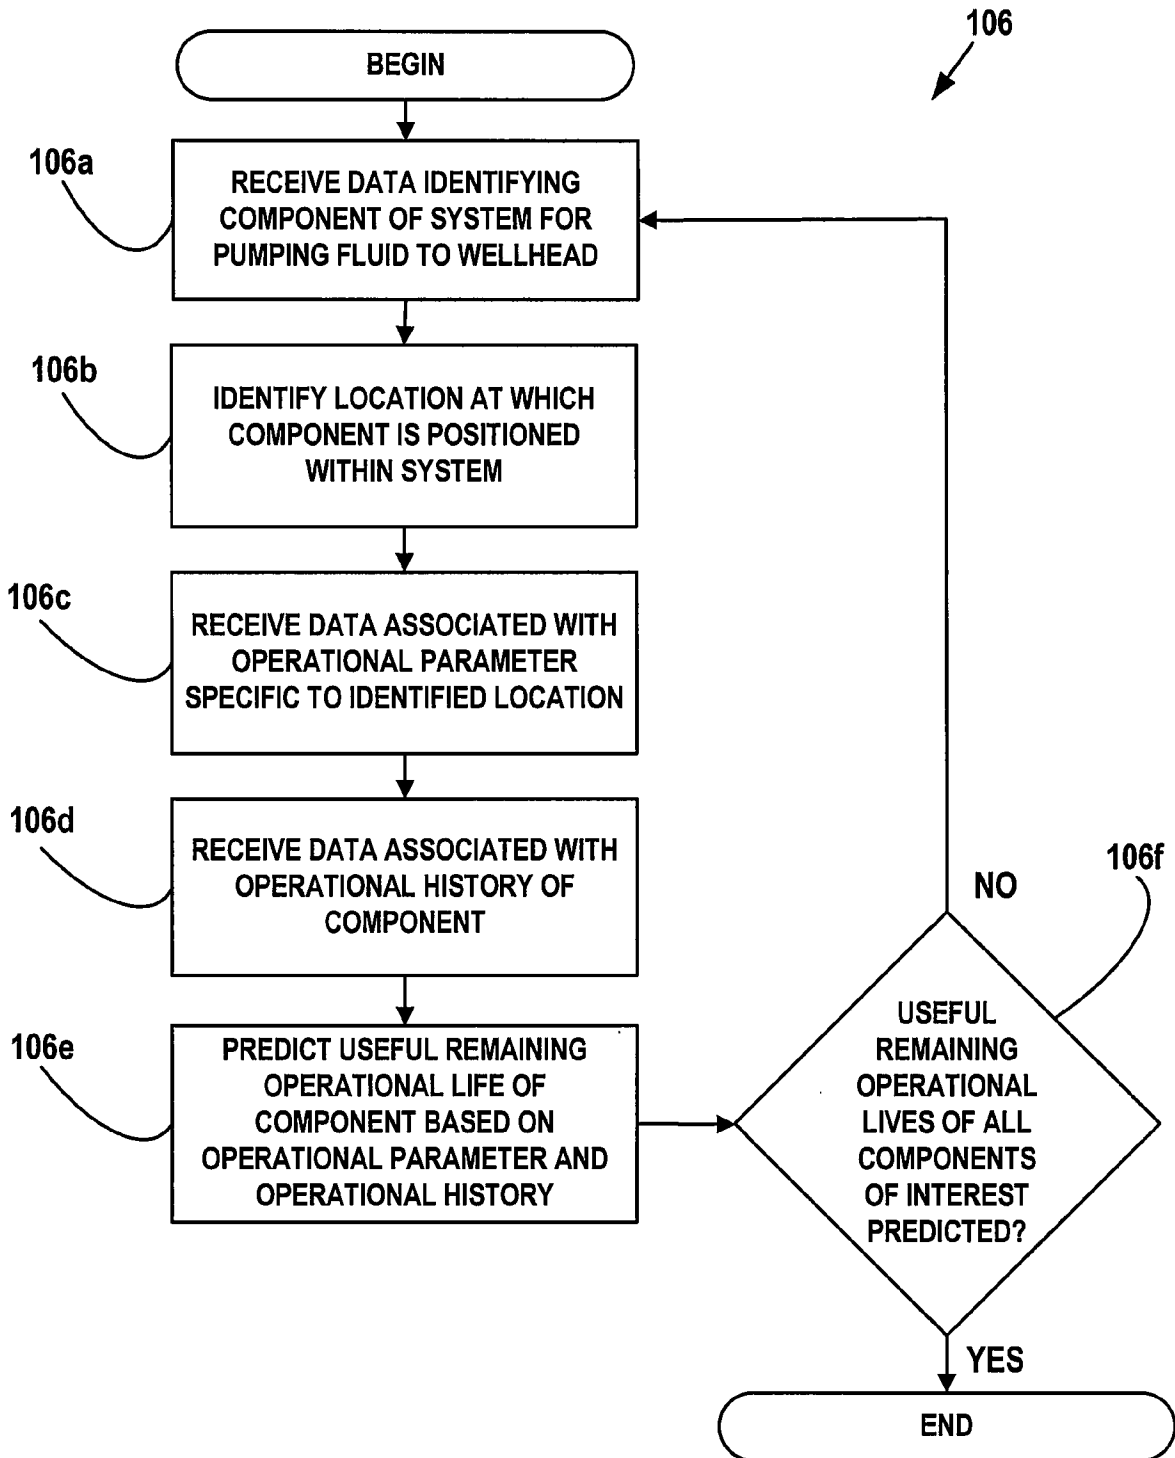 106
BEGIN
106a
RECEIVE DATA IDENTIFYING
COMPONENT OF SYSTEM FOR
PUMPING FLUID TO WELLHEAD
106b
IDENTIFY LOCATION AT WHICH
COMPONENT IS POSITIONED
WITHIN SYSTEM
106c
RECEIVE DATA ASSOCIATED WITH
OPERATIONAL PARAMETER
SPECIFIC TO IDENTIFIED LOCATION
106d
RECEIVE DATA ASSOCIATED WITH
OPERATIONAL HISTORY OF
COMPONENT
106e
PREDICT USEFUL REMAINING
OPERATIONAL LIFE OF
COMPONENT BASED ON
OPERATIONAL PARAMETER AND
OPERATIONAL HISTORY
106f
NO
USEFUL
REMAINING
OPERATIONAL
LIVES OF ALL
COMPONENTS
OF INTEREST
PREDICTED?
YES
END